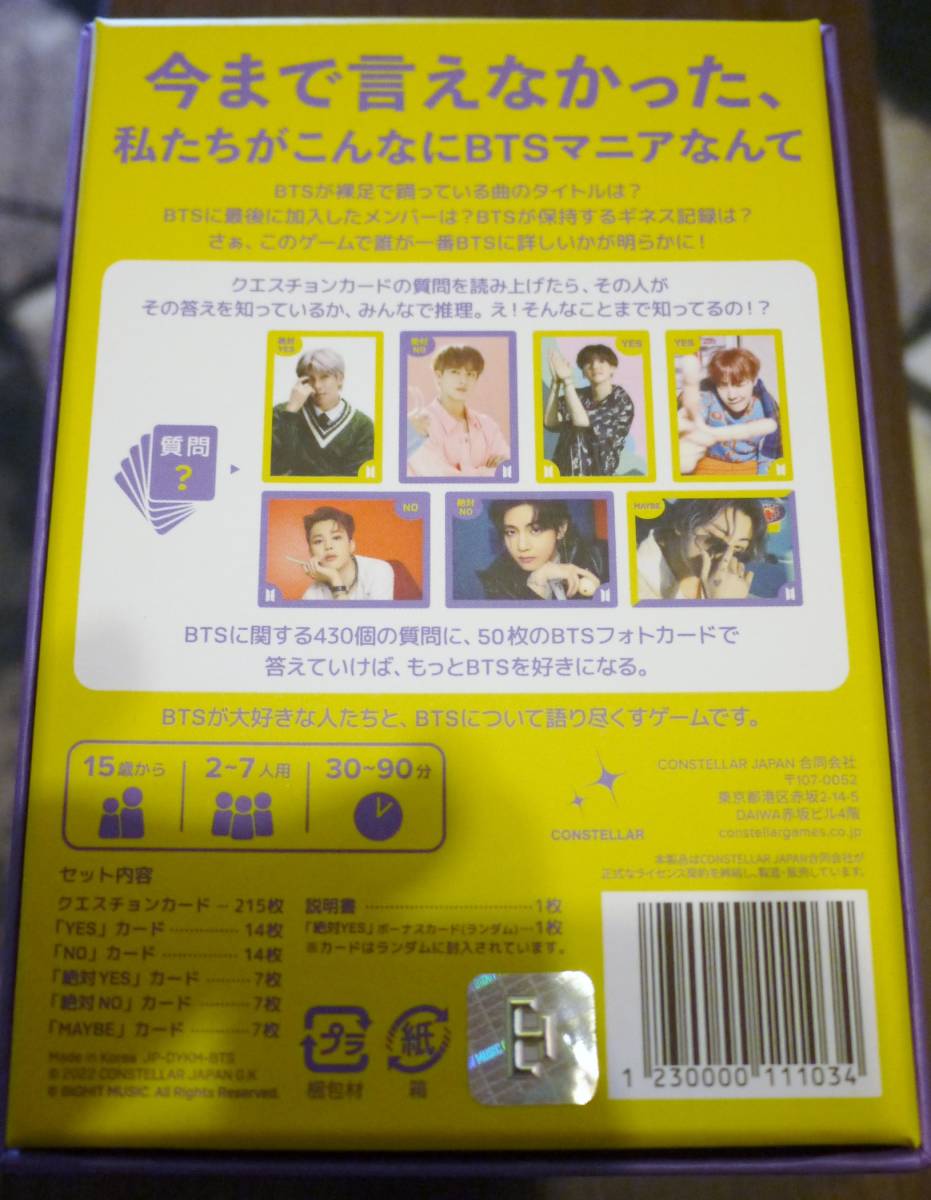 今まで言えなかった、
私たちがこんなにBTSマニアなんて
BTSが裸足で踊っている曲のタイトルは？
BTSに最後に加入したメンバーは？BTSが保持するギネス記録は？
さぁ、このゲームで誰が一番BTSに詳しいかが明らかに！
クエスチョンカードの質問を読み上げたら、その人が
その答えを知っているか、みんなで推理。え！そんなことまで知ってるの！？
絶対YES
絶対NO
YES
YES
質問
?
NO
絶対NO
MAYBE
BTSに関する430個の質問に、50枚のBTSフォトカードで
答えていけば、もっとBTSを好きになる。
BTSが大好きな人たちと、BTSについて語り尽くすゲームです。
15歳から
2~7人用
30~90分
CONSTELLAR
CONSTELLAR JAPAN 合同会社
〒107-0052
東京都港区赤坂2-14-5
DAIWA赤坂ビル4階
constellargames.co.jp
本製品はCONSTELLAR JAPAN合同会社が
正式なライセンス契約を締結し、製造・販売しています。
セット内容
クエスチョンカード － 215枚
「YES」カード ············· 14枚
「NO」カード ·············· 14枚
「絶対YES」カード ········· 7枚
「絶対NO」カード ·········· 7枚
「MAYBE」カード ··········· 7枚
説明書 ························ 1枚
「絶対YES」ボーナスカード(ランダム)··· 1枚
※カードはランダムに封入されています。
Made in Korea JP-DYKM-BTS
© 2022 CONSTELLAR JAPAN G.K
© BIGHIT MUSIC. All Rights Reserved.
プラ
梱包材
紙
箱
1 230000 111034